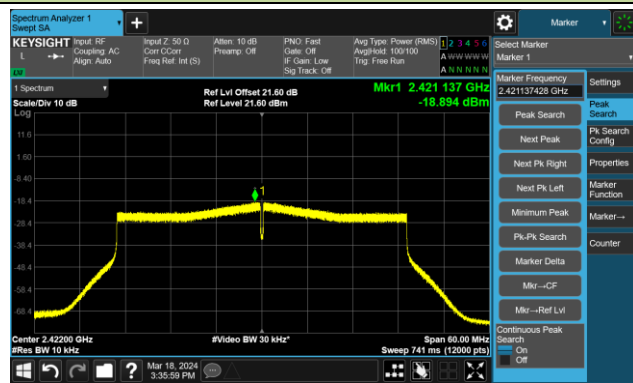 Spectrum Analyzer 1
Swept SA
+
Marker
KEYSIGHT
L
Input: RF
Coupling: AC
Align: Auto
Input Z: 50 Ω
Corr CCorr
Freq Ref: Int (S)
Atten: 10 dB
Preamp: Off
PNO: Fast
Gate: Off
IF Gain: Low
Sig Track: Off
Avg Type: Power (RMS)
Avg|Hold: 100/100
Trig: Free Run
1 2 3 4 5 6
A W W W W W
A N N N N N
Select Marker
Marker 1
1 Spectrum
Scale/Div 10 dB
Log
Ref Lvl Offset 21.60 dB
Ref Level 21.60 dBm
Mkr1 2.421 137 GHz
-18.894 dBm
11.6
1.60
-8.40
-18.4
-28.4
-38.4
-48.4
-58.4
-68.4
1
Center 2.42200 GHz
#Res BW 10 kHz
#Video BW 30 kHz*
Span 60.00 MHz
Sweep 741 ms (12000 pts)
Marker Frequency
2.421137428 GHz
Peak Search
Next Peak
Next Pk Right
Next Pk Left
Minimum Peak
Pk-Pk Search
Marker Delta
Mkr→CF
Mkr→Ref Lvl
Continuous Peak
Search
On
Off
Settings
Peak
Search
Pk Search
Config
Properties
Marker
Function
Marker→
Counter
?
Mar 18, 2024
3:35:59 PM